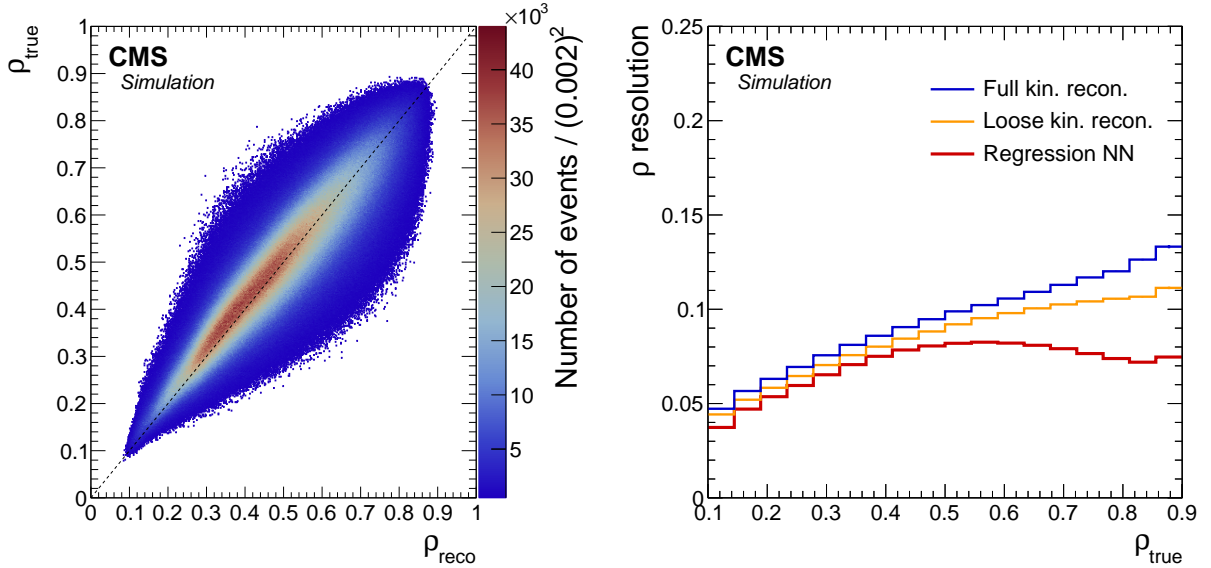 ×10³
1
0.9
0.8
0.7
0.6
0.5
0.4
0.3
0.2
0.1
0
ρtrue
CMS
Simulation
0 0.1 0.2 0.3 0.4 0.5 0.6 0.7 0.8 0.9 1
ρreco
40
35
30
25
20
15
10
5
Number of events / (0.002)²
0.25
0.2
0.15
0.1
0.05
0
ρ resolution
CMS
Simulation
Full kin. recon.
Loose kin. recon.
Regression NN
0.1 0.2 0.3 0.4 0.5 0.6 0.7 0.8 0.9
ρtrue